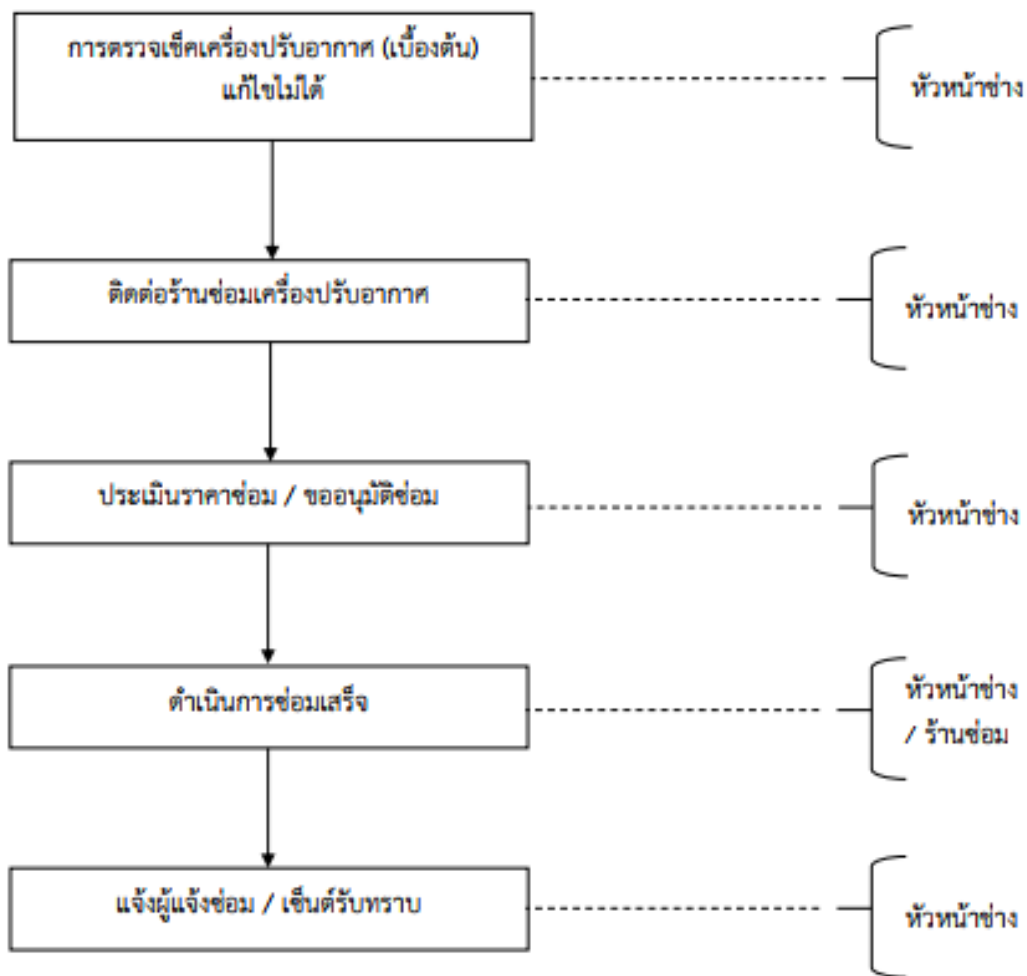 การตรวจเช็คเครื่องปรับอากาศ (เบื้องต้น)
แก้ไขไม่ได้
หัวหน้าช่าง
ติดต่อร้านซ่อมเครื่องปรับอากาศ
หัวหน้าช่าง
ประเมินราคาซ่อม / ขออนุมัติซ่อม
หัวหน้าช่าง
ดำเนินการซ่อมเสร็จ
หัวหน้าช่าง
/ ร้านซ่อม
แจ้งผู้แจ้งซ่อม / เซ็นต์รับทราบ
หัวหน้าช่าง